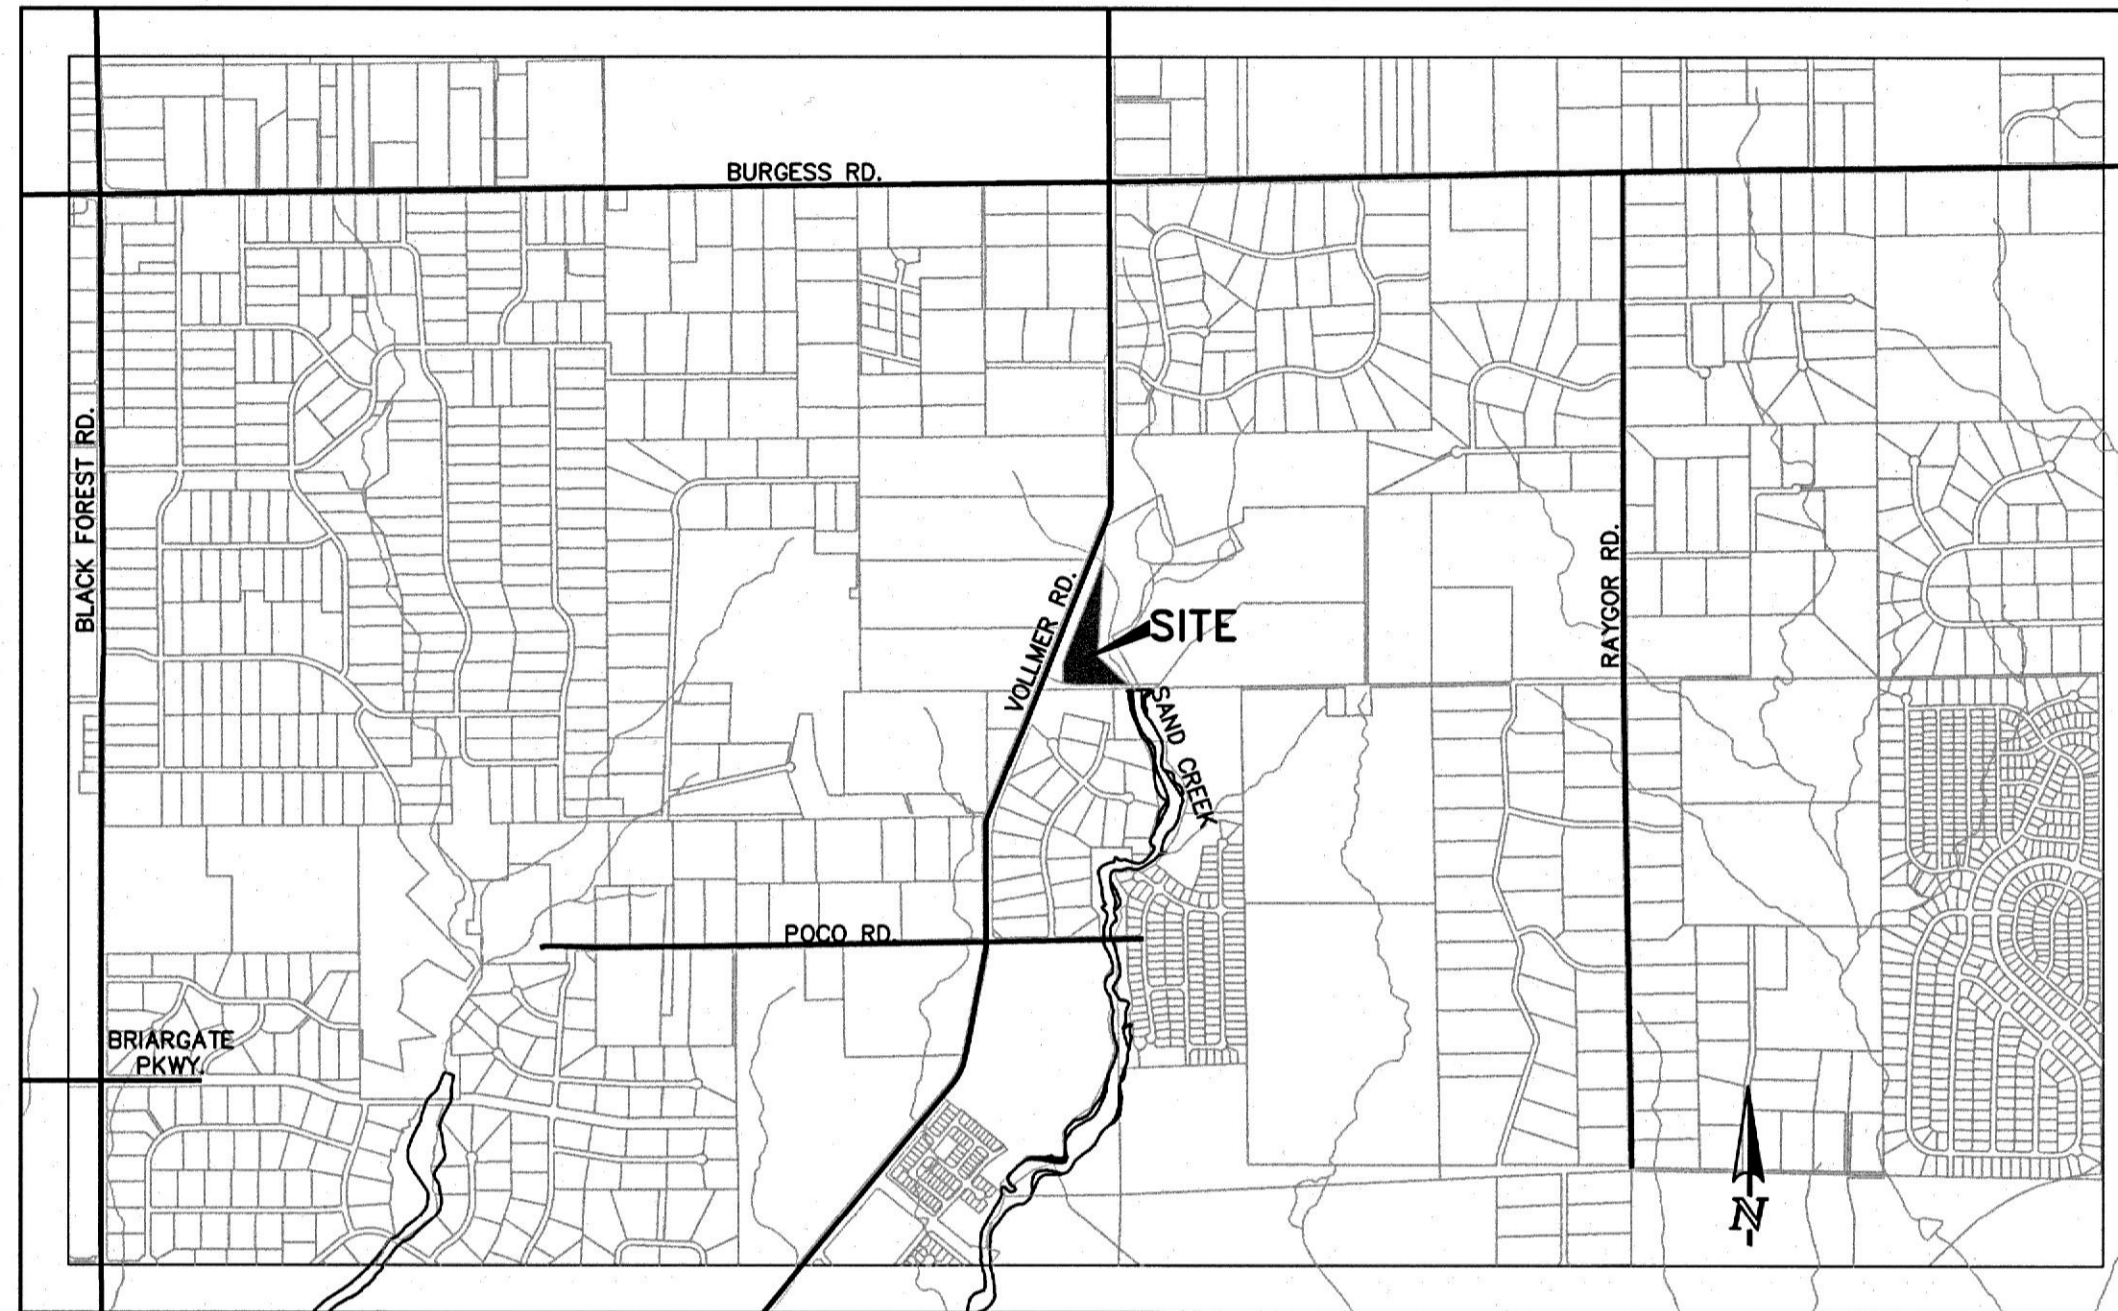 BURGESS RD.
BLACK FOREST RD.
VOLLMER RD.
SITE
RAYGOR RD.
SAND CREEK
POCO RD.
BRIARGATE
PKWY.
N